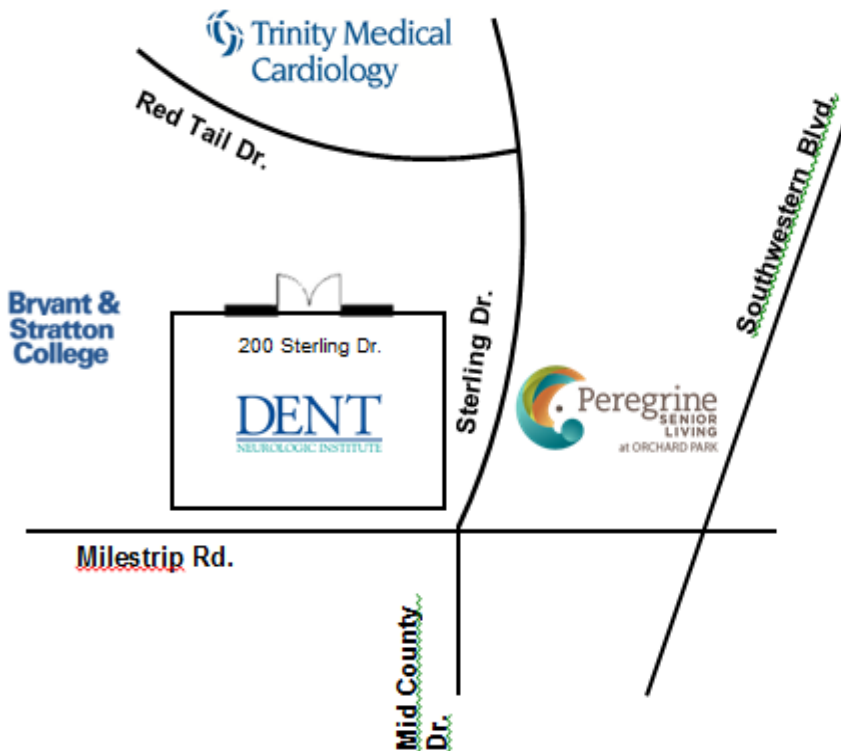 Trinity Medical
Cardiology
Red Tail Dr.
Southwestern Blvd.
Bryant &
Stratton
College
200 Sterling Dr.
DENT
NEUROLOGIC INSTITUTE
Sterling Dr.
Peregrine
SENIOR
LIVING
at ORCHARD PARK
Milestrip Rd.
Mid County
Dr.